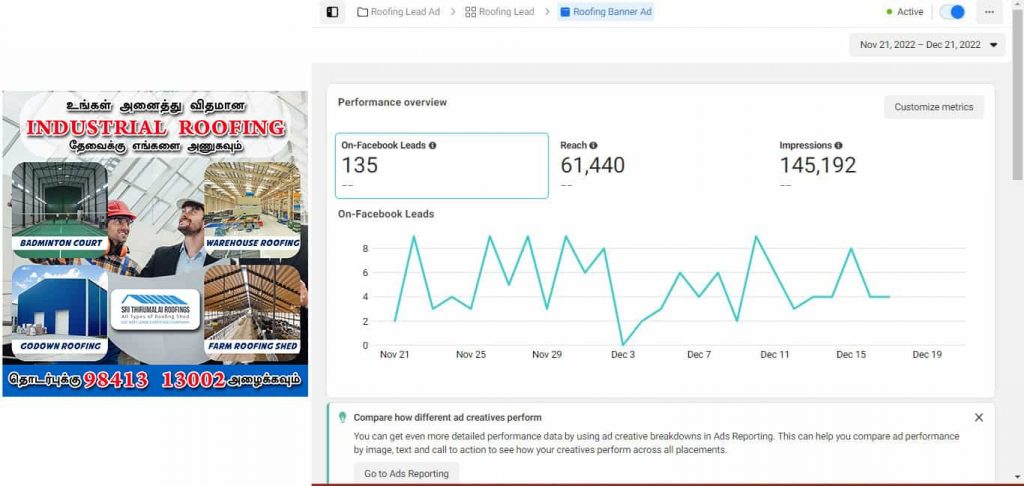 உங்கள் அனைத்து விதமான
INDUSTRIAL ROOFING
தேவைக்கு எங்களை அணுகவும்
BADMINTON COURT
WAREHOUSE ROOFING
SRI THIRUMALAI ROOFINGS
All Types of Roofing Shed
GODOWN ROOFING
FARM ROOFING SHED
தொடர்புக்கு 98413 13002 அழைக்கவும்
Roofing Lead Ad
Roofing Lead
Roofing Banner Ad
Active
Nov 21, 2022 – Dec 21, 2022
Performance overview
Customize metrics
On-Facebook Leads
135
--
Reach
61,440
--
Impressions
145,192
--
On-Facebook Leads
8
6
4
2
0
Nov 21 Nov 25 Nov 29 Dec 3 Dec 7 Dec 11 Dec 15 Dec 19
Compare how different ad creatives perform
You can get even more detailed performance data by using ad creative breakdowns in Ads Reporting. This can help you compare ad performance
by image, text and call to action to see how your creatives perform across all placements.
Go to Ads Reporting